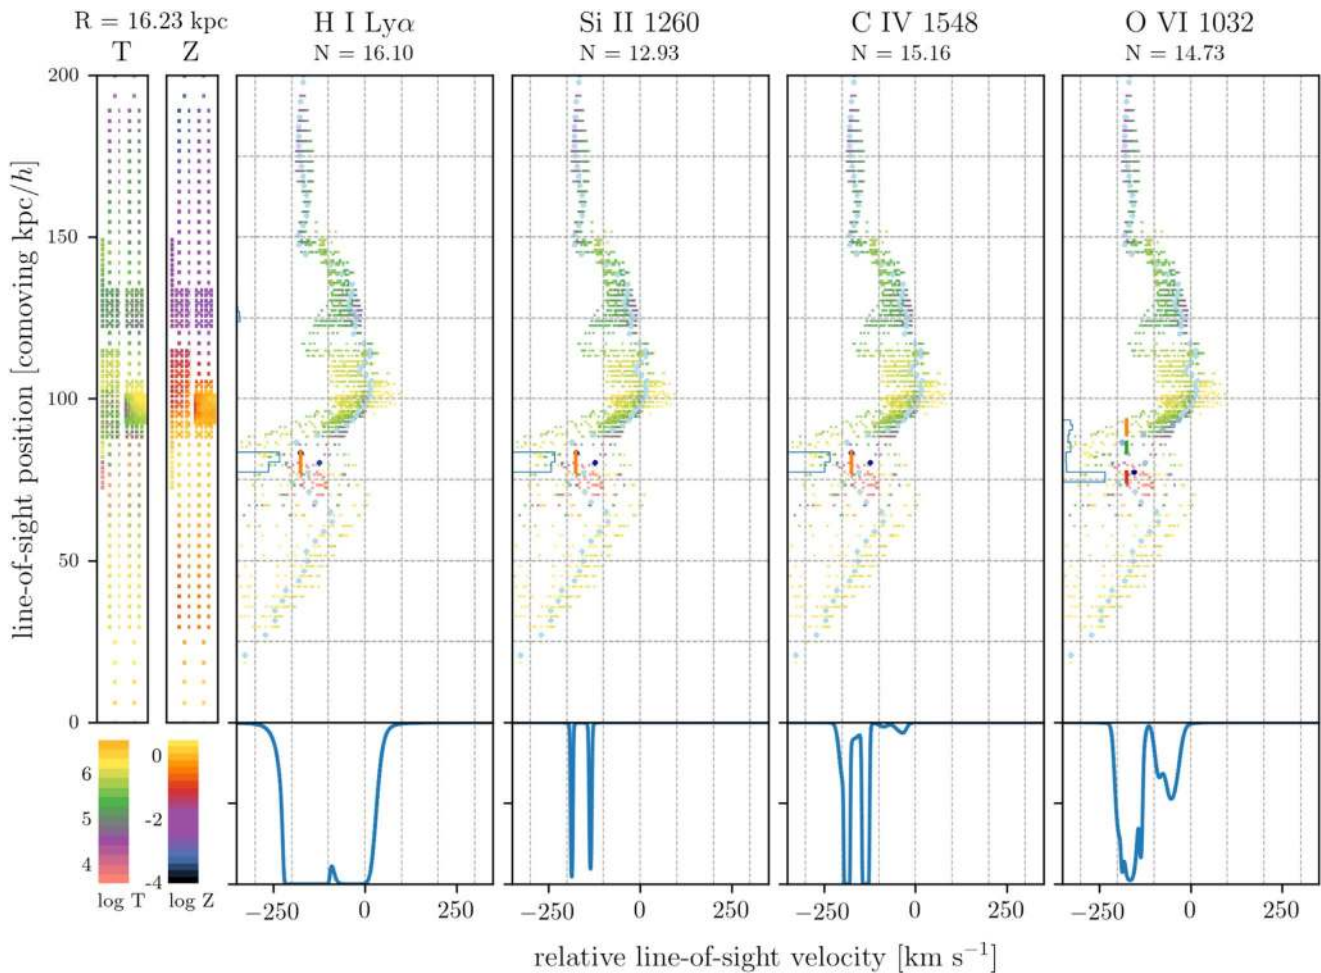 R = 16.23 kpc
T Z
H I Lyα
N = 16.10
Si II 1260
N = 12.93
C IV 1548
N = 15.16
O VI 1032
N = 14.73
line-of-sight position [comoving kpc/h]
200
150
100
50
0
6
5
4
log T
0
-2
-4
log Z
−250 0 250
−250 0 250
−250 0 250
−250 0 250
relative line-of-sight velocity [km s⁻¹]